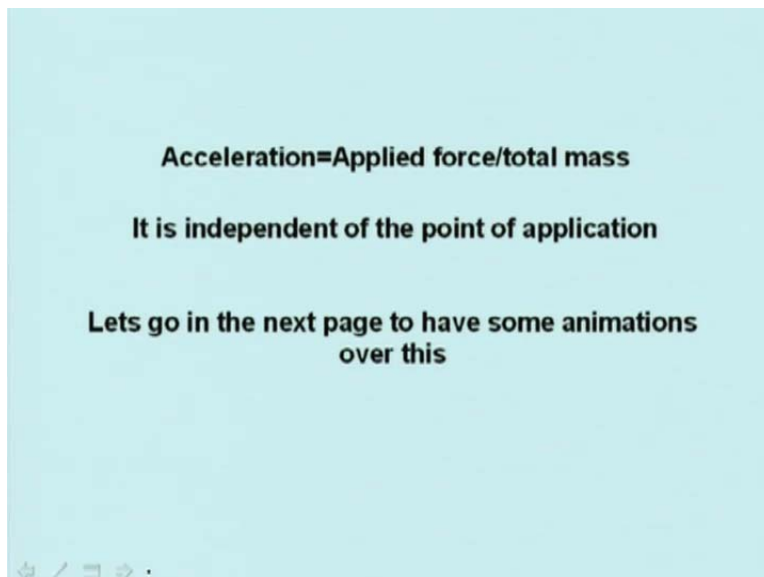 Acceleration=Applied force/total mass
It is independent of the point of application
Lets go in the next page to have some animations
over this